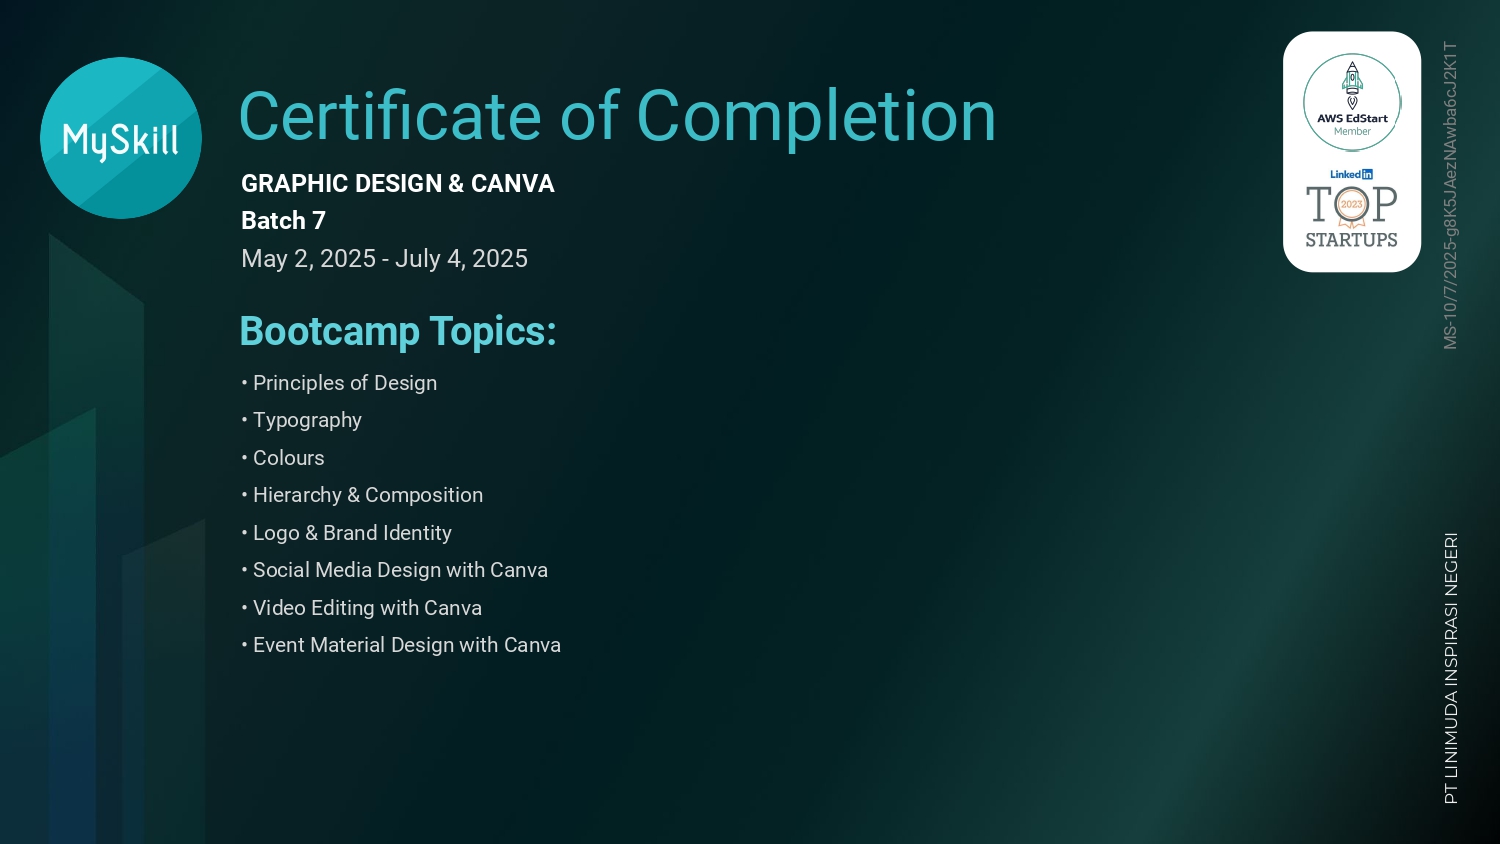 MySkill
Certificate of Completion
GRAPHIC DESIGN & CANVA
Batch 7
May 2, 2025 - July 4, 2025
Bootcamp Topics:
• Principles of Design
• Typography
• Colours
• Hierarchy & Composition
• Logo & Brand Identity
• Social Media Design with Canva
• Video Editing with Canva
• Event Material Design with Canva
AWS EdStart
Member
Linked in
TOP
2023
STARTUPS
MS-10/7/2025-g8K5JAezNAwba6cJ2K1T
PT LINIMUDA INSPIRASI NEGERI